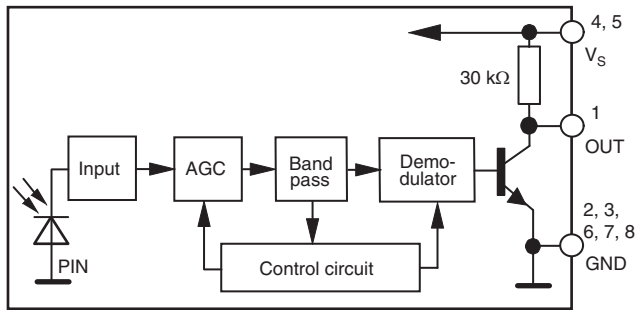 4, 5
V_S
30 kΩ
1
OUT
Input
AGC
Band
pass
Demo-
dulator
2, 3,
6, 7, 8
GND
PIN
Control circuit